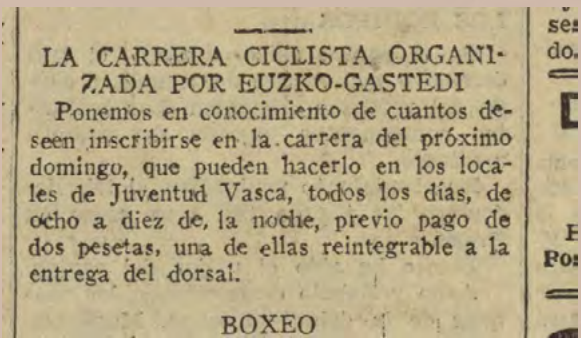 LA CARRERA CICLISTA ORGANI-
ZADA POR EUZKO-GASTEDI
Ponemos en conocimiento de cuantos de-
seen inscribirse en la carrera del próximo
domingo, que pueden hacerlo en los loca-
les de Juventud Vasca, todos los días, de
ocho a diez de la noche, previo pago de
dos pesetas, una de ellas reintegrable a la
entrega del dorsal.
BOXEO
do.